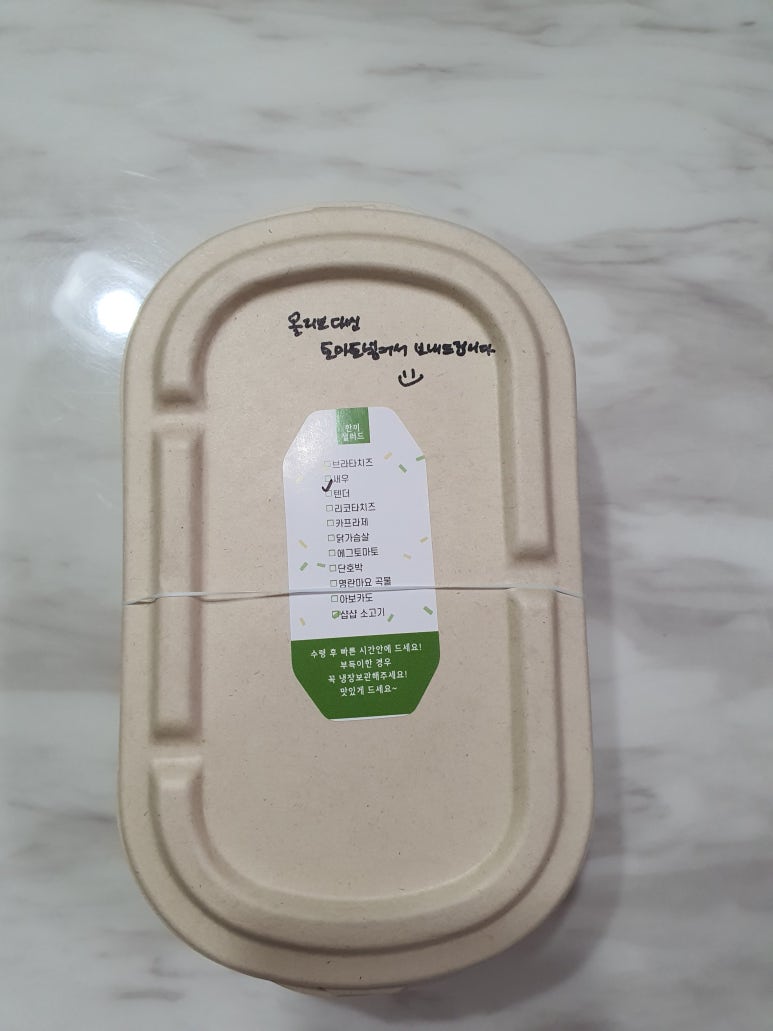 올리브대신
토마토넣어서 보내드립니다
한끼
샐러드
브라타치즈
새우
텐더
리코타치즈
카프라제
닭가슴살
에그토마토
단호박
명란마요 곡물
아보카도
샵샵 소고기
수령 후 빠른 시간안에 드세요!
부득이한 경우
꼭 냉장보관해주세요!
맛있게 드세요~